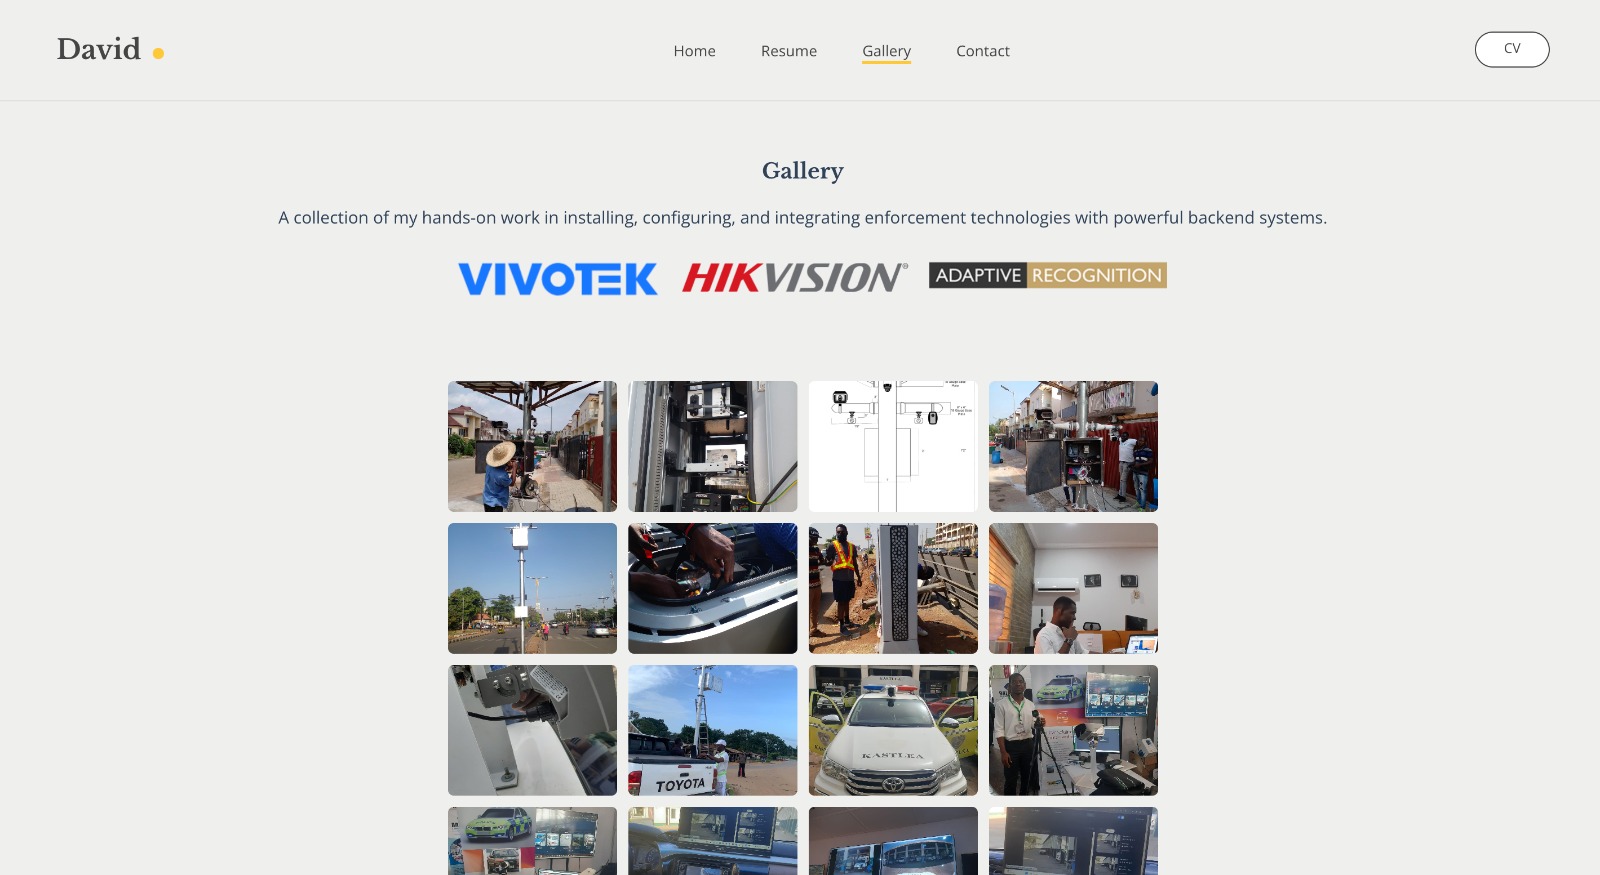 David
Home Resume Gallery Contact
CV
Gallery
A collection of my hands-on work in installing, configuring, and integrating enforcement technologies with powerful backend systems.
VIVOTEK HIKVISION® ADAPTIVE RECOGNITION
TOYOTA
KASTLEA